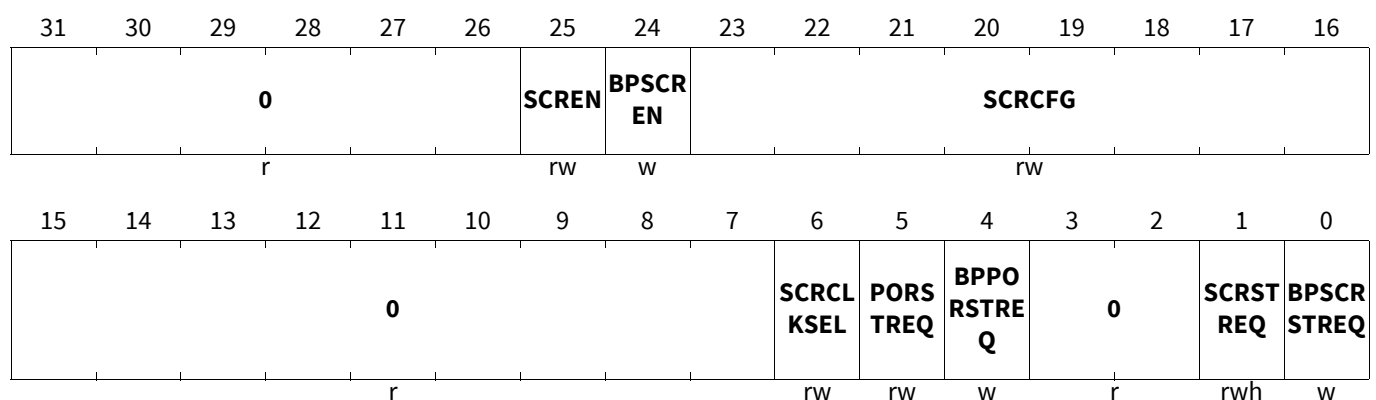 31 30 29 28 27 26 25 24 23 22 21 20 19 18 17 16
0 SCREN BPSCR EN SCRCFG
r rw w rw
15 14 13 12 11 10 9 8 7 6 5 4 3 2 1 0
0 SCRCL KSEL PORS TREQ BPPO RSTRE Q 0 SCRST REQ BPSCR STREQ
r rw rw w r rwh w